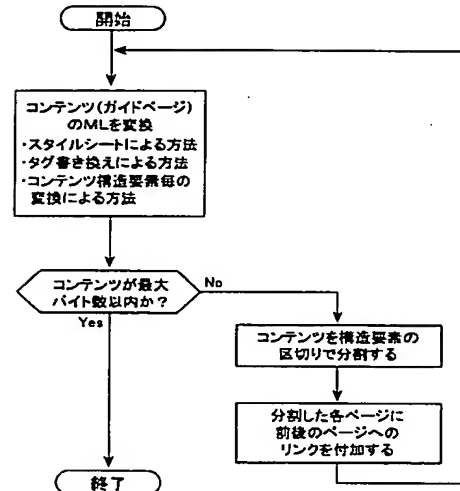 開始
コンテンツ(ガイドページ)
のMLを変換
・スタイルシートによる方法
・タグ書き換えによる方法
・コンテンツ構造要素毎の
変換による方法
コンテンツが最大
バイト数以内か？
No
Yes
コンテンツを構造要素の
区切りで分割する
分割した各ページに
前後のページへの
リンクを付加する
終了